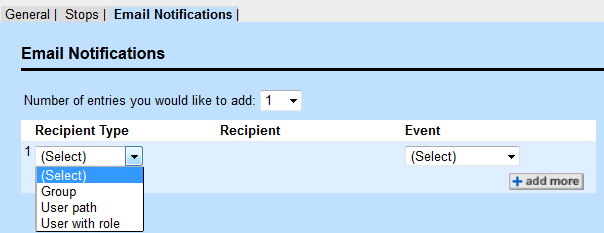 General | Stops | Email Notifications |
Email Notifications
Number of entries you would like to add: 1
Recipient Type Recipient Event
1 (Select) (Select)
(Select)
Group
User path
User with role
+ add more